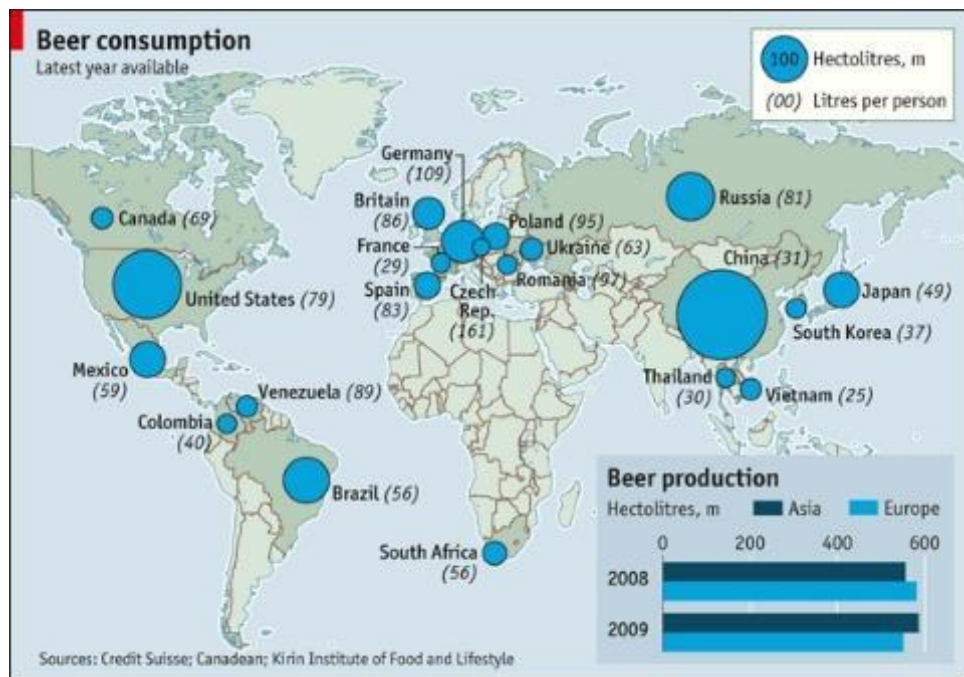 Beer consumption
Latest year available
100 Hectolitres, m
(00) Litres per person
Germany
(109)
Britain
(86)
Poland (95)
Russia (81)
Canada (69)
France
(29)
Ukraine (63)
China (31)
Romania (97)
United States (79)
Spain
(83)
Czech
Rep.
(161)
Japan (49)
South Korea (37)
Mexico
(59)
Venezuela (89)
Thailand
(30)
Vietnam (25)
Colombia
(40)
Brazil (56)
South Africa
(56)
Beer production
Hectolitres, m Asia Europe
0 200 400 600
2008
2009
Sources: Credit Suisse; Canadean; Kirin Institute of Food and Lifestyle